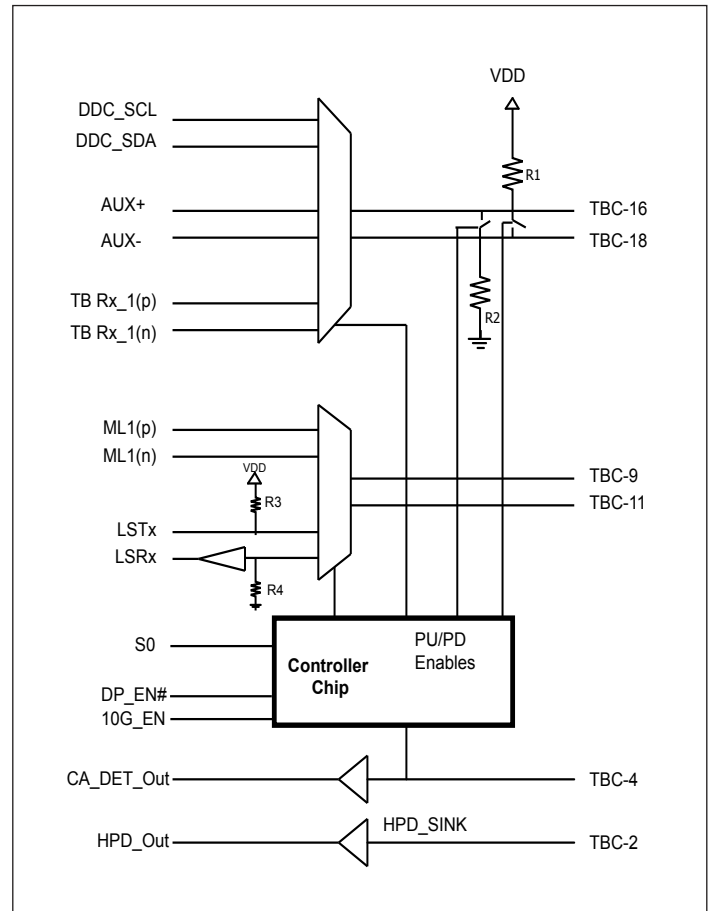 VDD
DDC_SCL
DDC_SDA
R1
AUX+
TBC-16
AUX-
TBC-18
TB Rx_1(p)
R2
TB Rx_1(n)
ML1(p)
ML1(n)
VDD
TBC-9
R3
TBC-11
LSTx
LSRx
R4
S0
PU/PD
Enables
Controller
Chip
DP_EN#
10G_EN
CA_DET_Out
TBC-4
HPD_SINK
HPD_Out
TBC-2